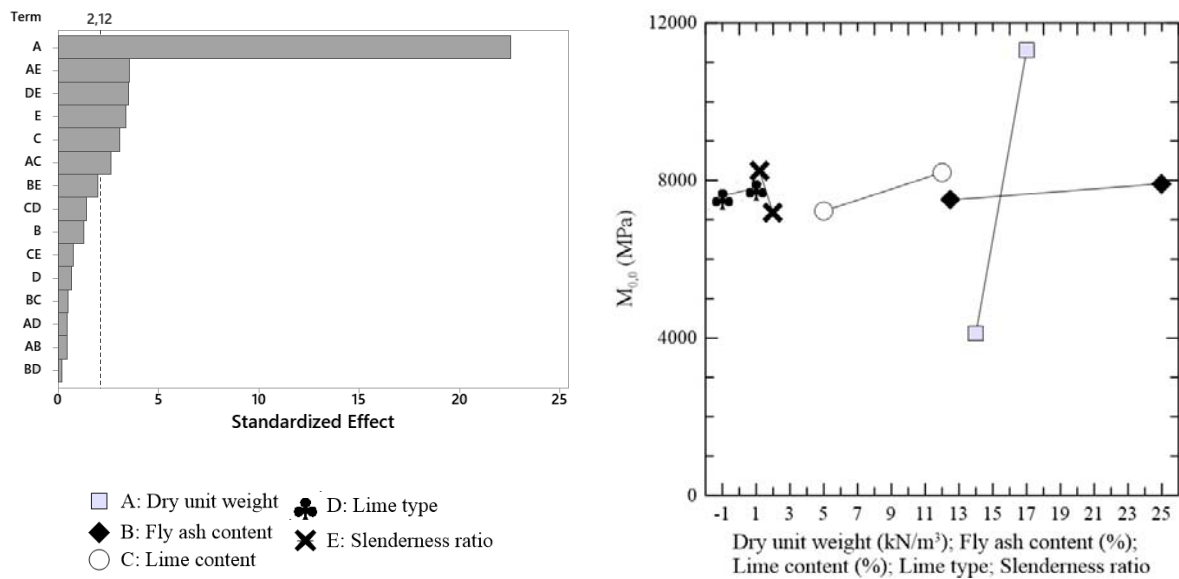 Term
2,12
A
AE
DE
E
C
AC
BE
CD
B
CE
D
BC
AD
AB
BD
0 5 10 15 20 25
Standardized Effect
A: Dry unit weight
B: Fly ash content
C: Lime content
D: Lime type
E: Slenderness ratio
12000
8000
4000
0
M0,0 (MPa)
-1 1 3 5 7 9 11 13 15 17 19 21 23 25
Dry unit weight (kN/m³); Fly ash content (%);
Lime content (%); Lime type; Slenderness ratio